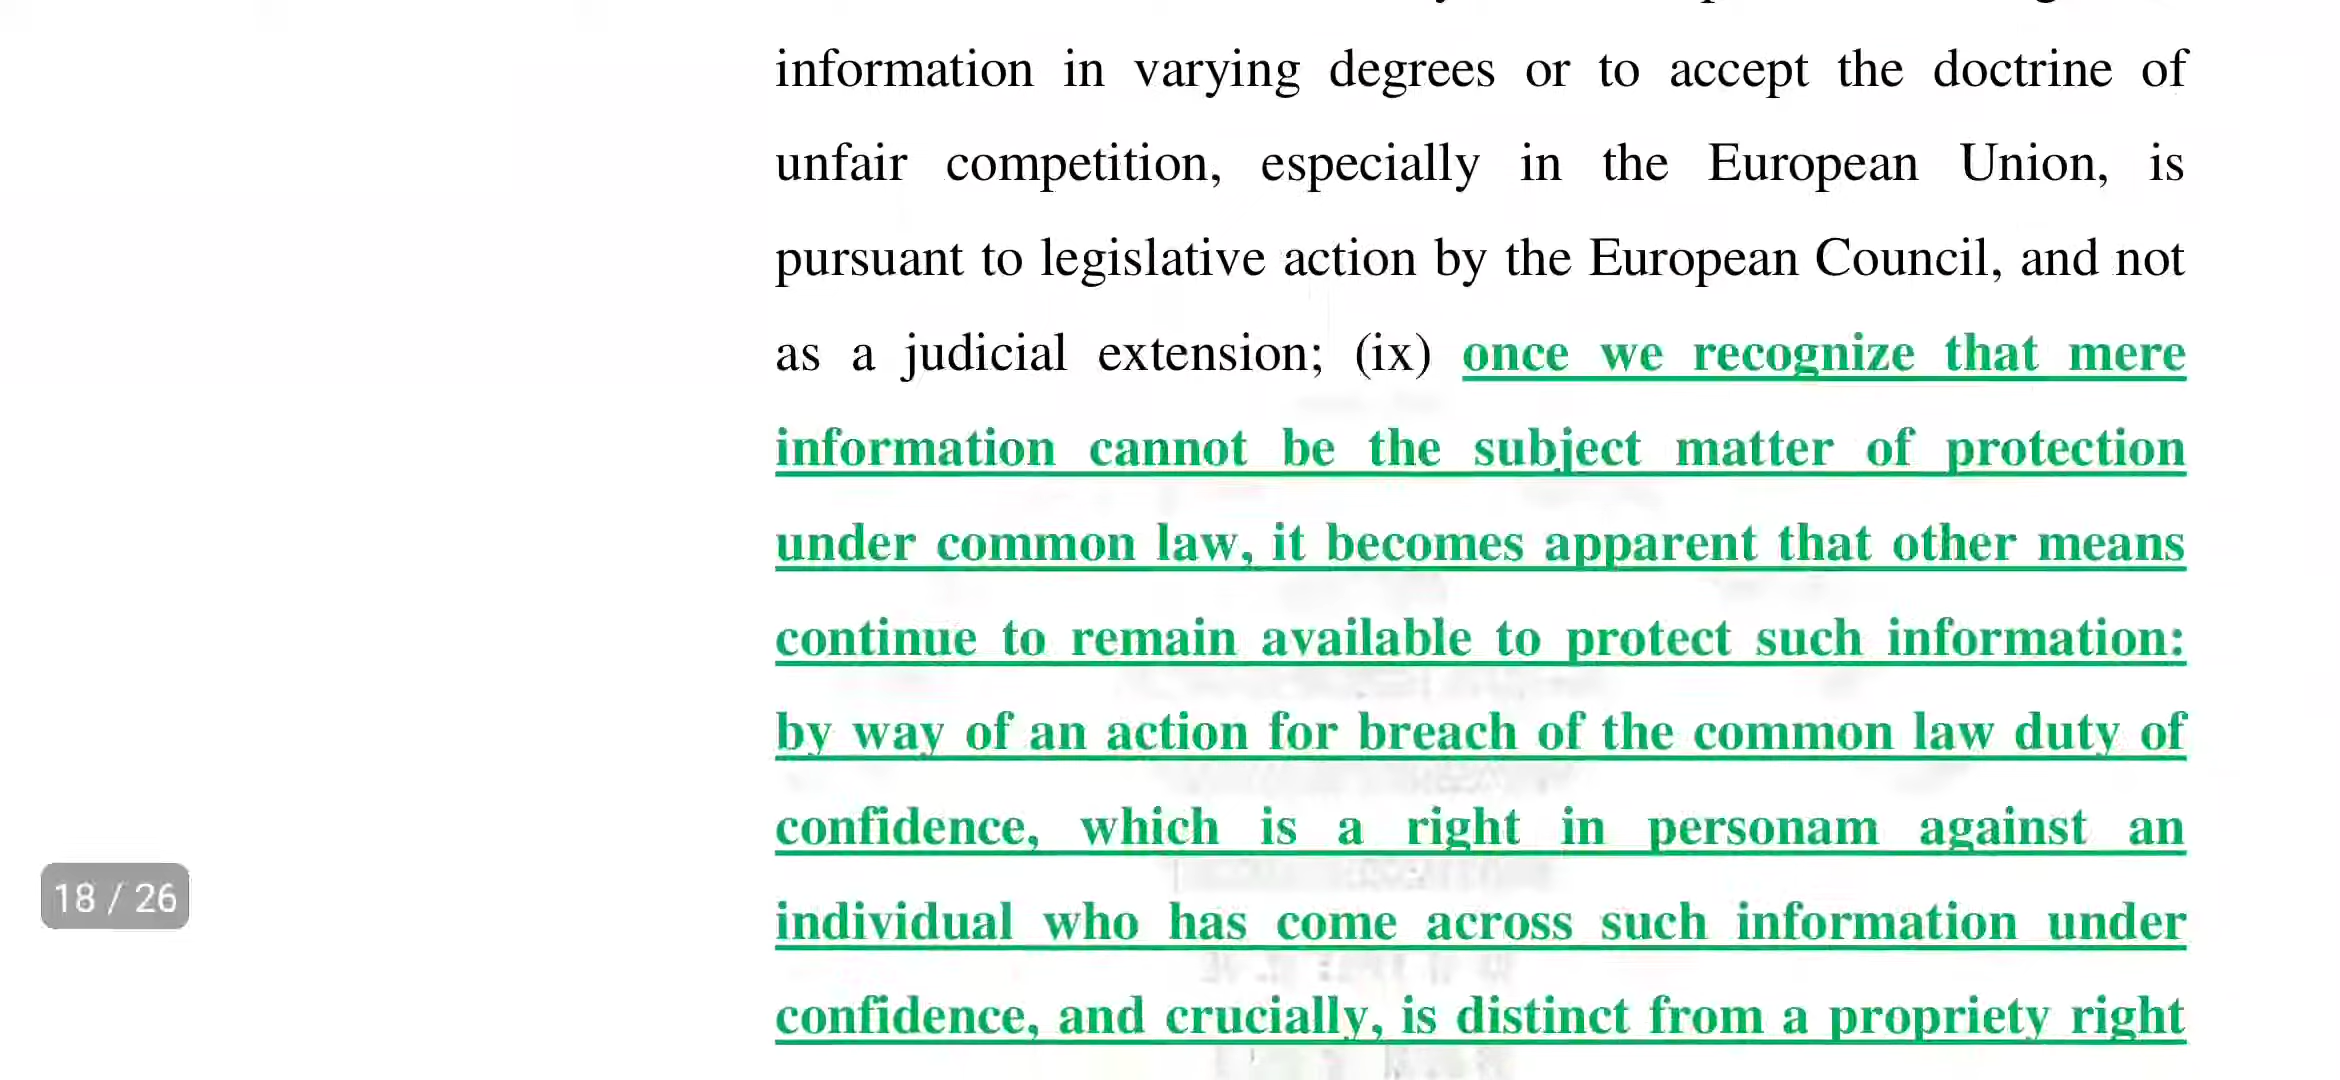 information in varying degrees or to accept the doctrine of
unfair competition, especially in the European Union, is
pursuant to legislative action by the European Council, and not
as a judicial extension; (ix) once we recognize that mere
information cannot be the subject matter of protection
under common law, it becomes apparent that other means
continue to remain available to protect such information:
by way of an action for breach of the common law duty of
confidence, which is a right in personam against an
18 / 26
individual who has come across such information under
confidence, and crucially, is distinct from a propriety right